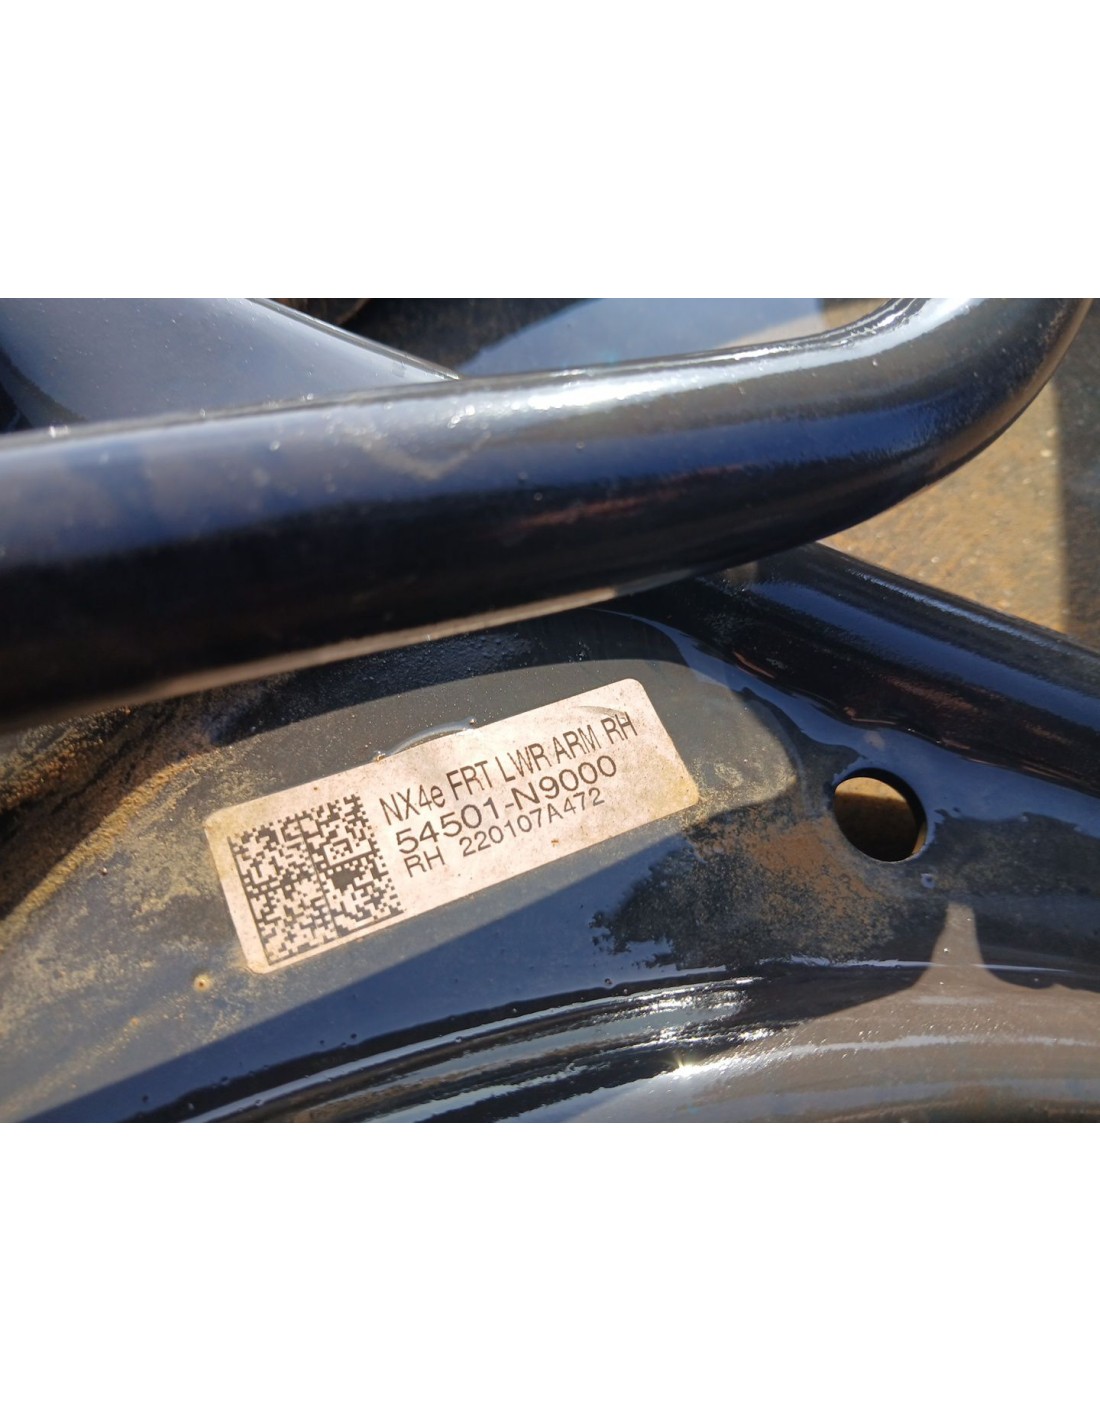 NX4e FRT LWR ARM RH
54501-N9000
RH 220107A472